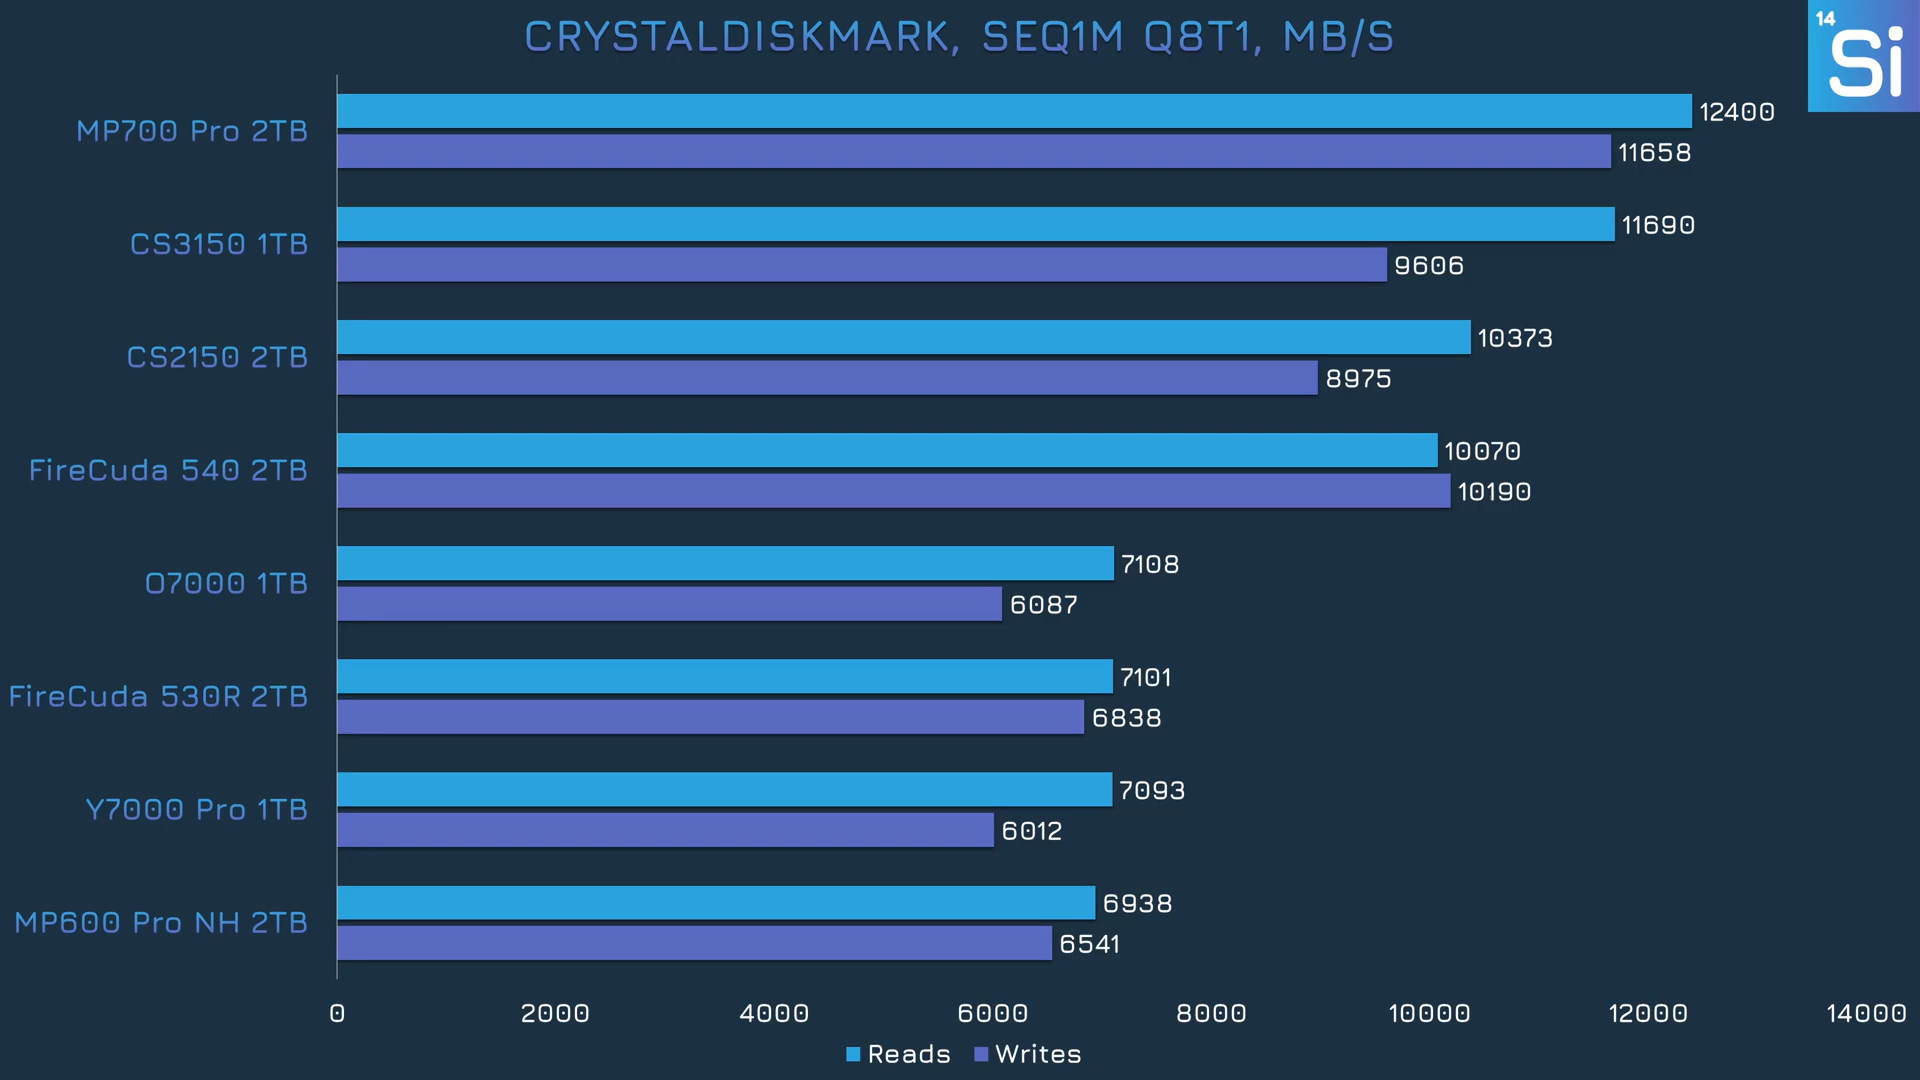 CRYSTALDISKMARK, SEQ1M Q8T1, MB/S
14
Si
MP700 Pro 2TB
12400
11658
CS3150 1TB
11690
9606
CS2150 2TB
10373
8975
FireCuda 540 2TB
10070
10190
O7000 1TB
7108
6087
FireCuda 530R 2TB
7101
6838
Y7000 Pro 1TB
7093
6012
MP600 Pro NH 2TB
6938
6541
0 2000 4000 6000 8000 10000 12000 14000
Reads Writes